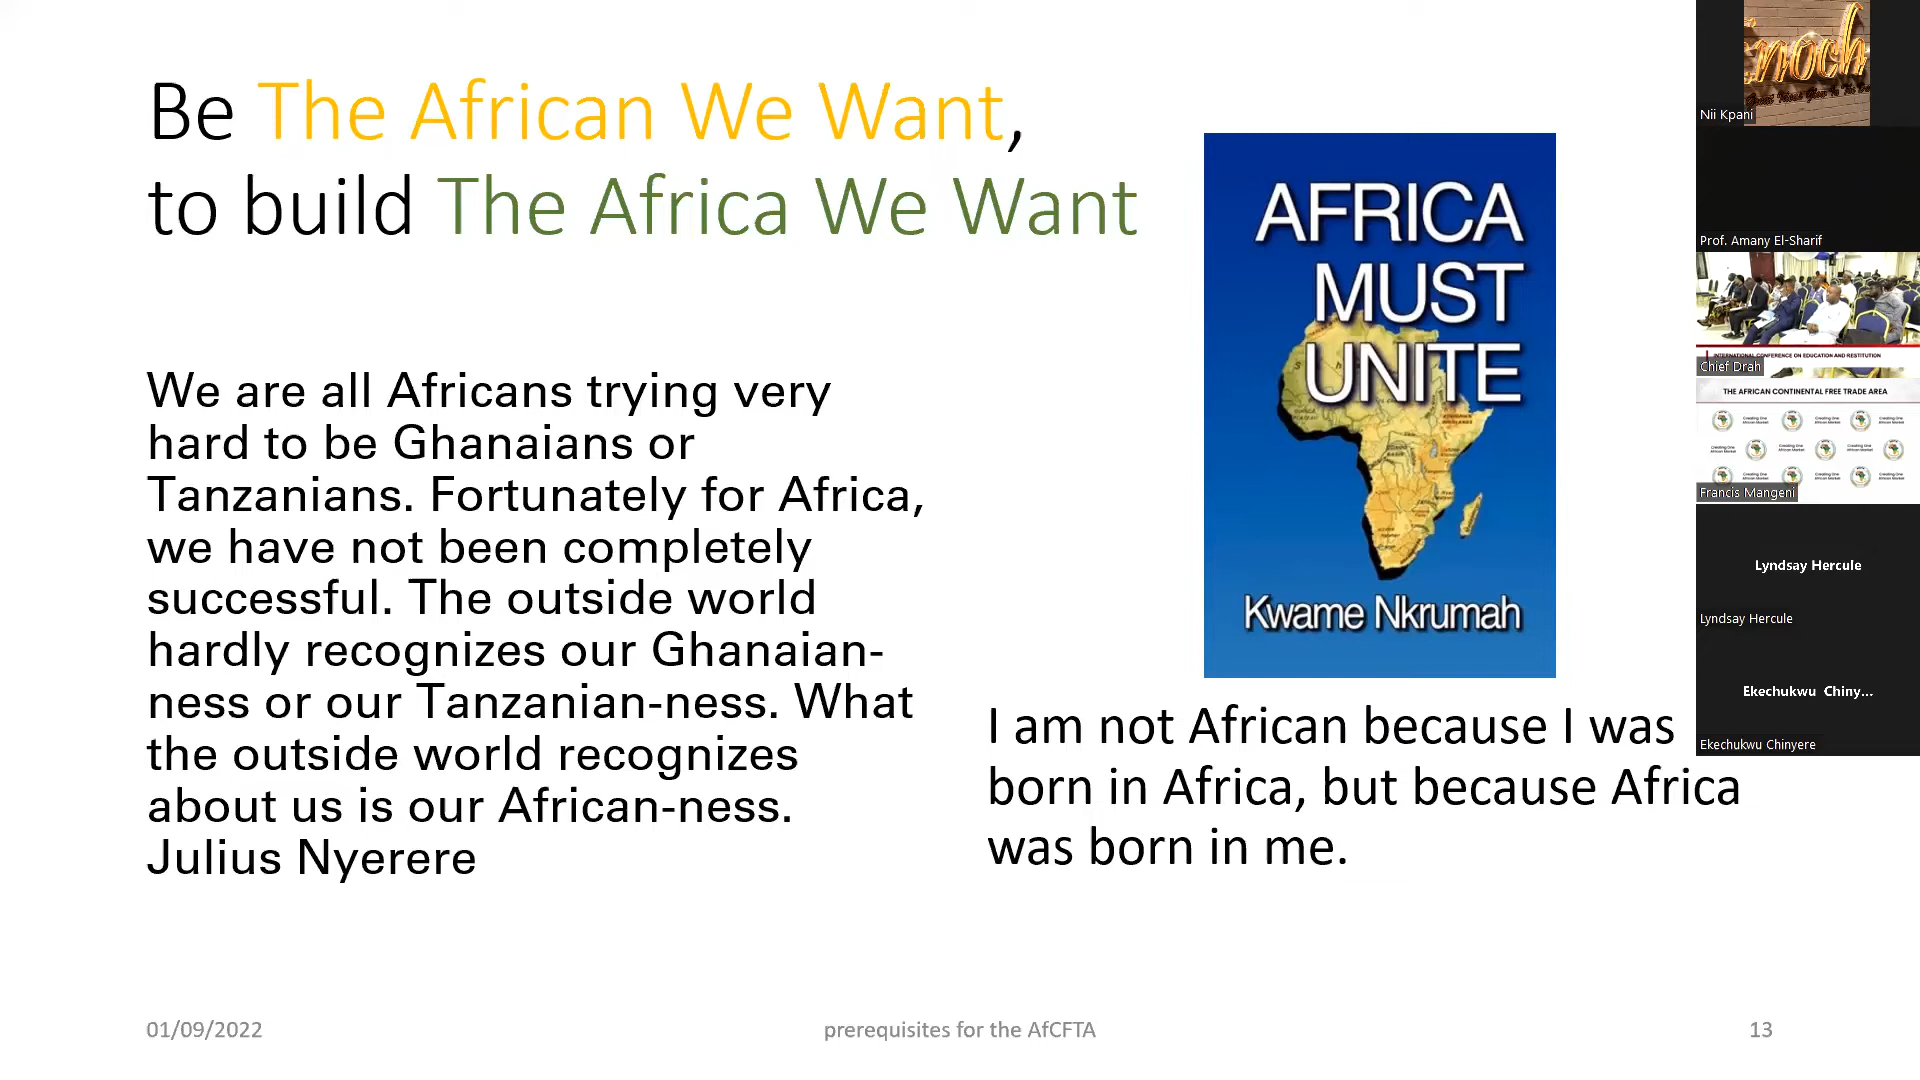 Be The African We Want,
to build The Africa We Want
We are all Africans trying very
hard to be Ghanaians or
Tanzanians. Fortunately for Africa,
we have not been completely
successful. The outside world
hardly recognizes our Ghanaian-
ness or our Tanzanian-ness. What
the outside world recognizes
about us is our African-ness.
Julius Nyerere
AFRICA
MUST
UNITE
Kwame Nkrumah
I am not African because I was
born in Africa, but because Africa
was born in me.
01/09/2022
prerequisites for the AfCFTA
13
Nii Kpani
Prof. Amany El-Sharif
INTERNATIONAL CONFERENCE ON EDUCATION AND RESTITUTION
Chief Drah
THE AFRICAN CONTINENTAL FREE TRADE AREA
Francis Mangeni
Lyndsay Hercule
Lyndsay Hercule
Ekechukwu Chiny...
Ekechukwu Chinyere